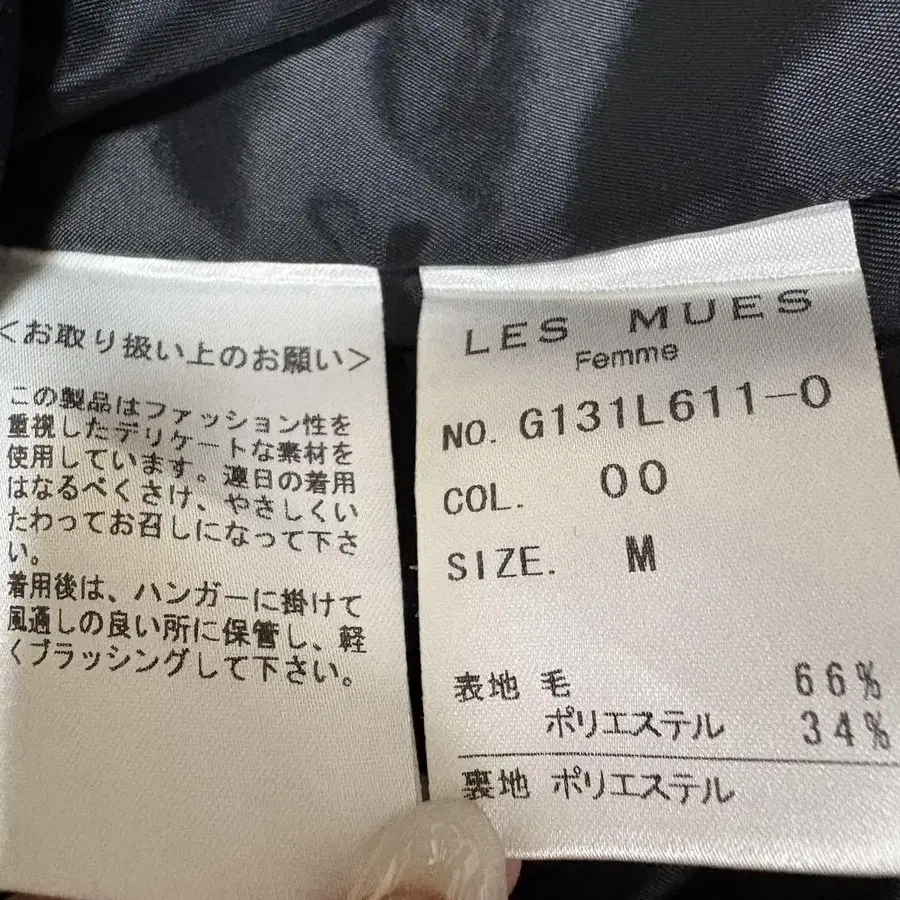 <お取り扱い上のお願い>
この製品はファッション性を
重視したデリケートな素材を
使用しています。連日の着用
はなるべくさけ、やさしくい
たわってお召しになって下さ
い。
着用後は、ハンガーに掛けて
風通しの良い所に保管し、軽
くブラッシングして下さい。
LES MUES
Femme
NO. G131L611-0
COL. 00
SIZE. M
表地 毛 66%
ポリエステル 34%
裏地 ポリエステル